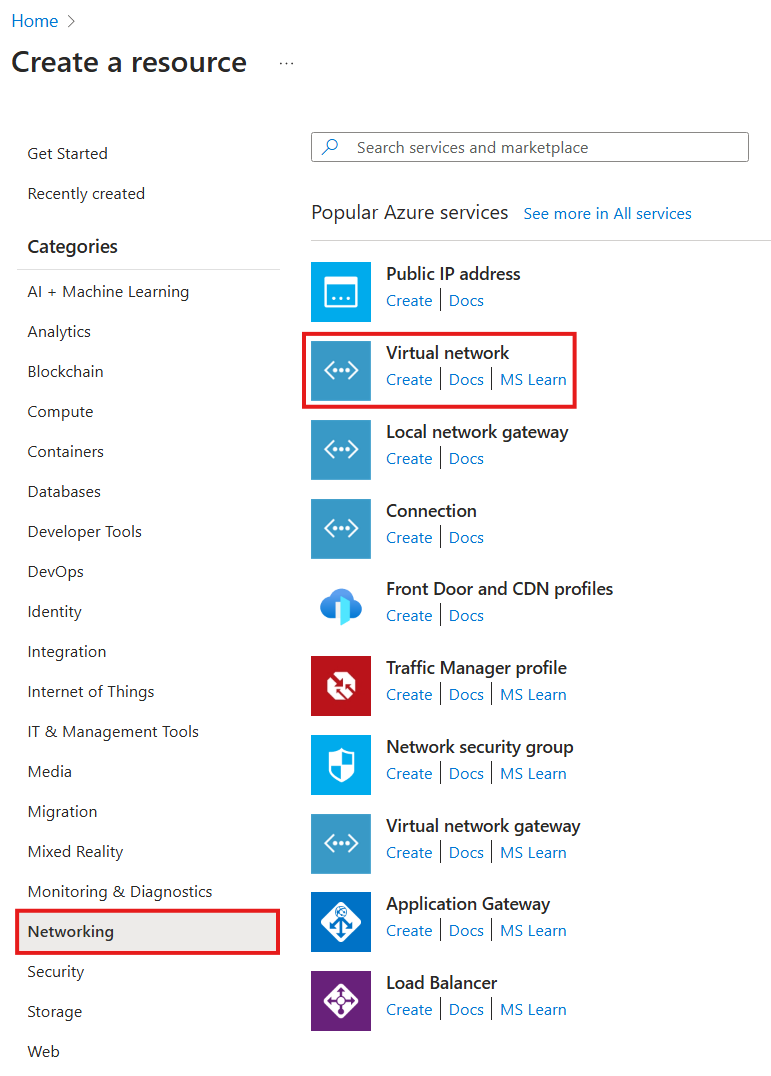 Home
Create a resource ...
Get Started
Recently created
Categories
AI + Machine Learning
Analytics
Blockchain
Compute
Containers
Databases
Developer Tools
DevOps
Identity
Integration
Internet of Things
IT & Management Tools
Media
Migration
Mixed Reality
Monitoring & Diagnostics
Networking
Security
Storage
Web
Search services and marketplace
Popular Azure services See more in All services
Public IP address
Create | Docs
Virtual network
Create | Docs | MS Learn
Local network gateway
Create | Docs
Connection
Create | Docs
Front Door and CDN profiles
Create | Docs
Traffic Manager profile
Create | Docs | MS Learn
Network security group
Create | Docs | MS Learn
Virtual network gateway
Create | Docs | MS Learn
Application Gateway
Create | Docs | MS Learn
Load Balancer
Create | Docs | MS Learn